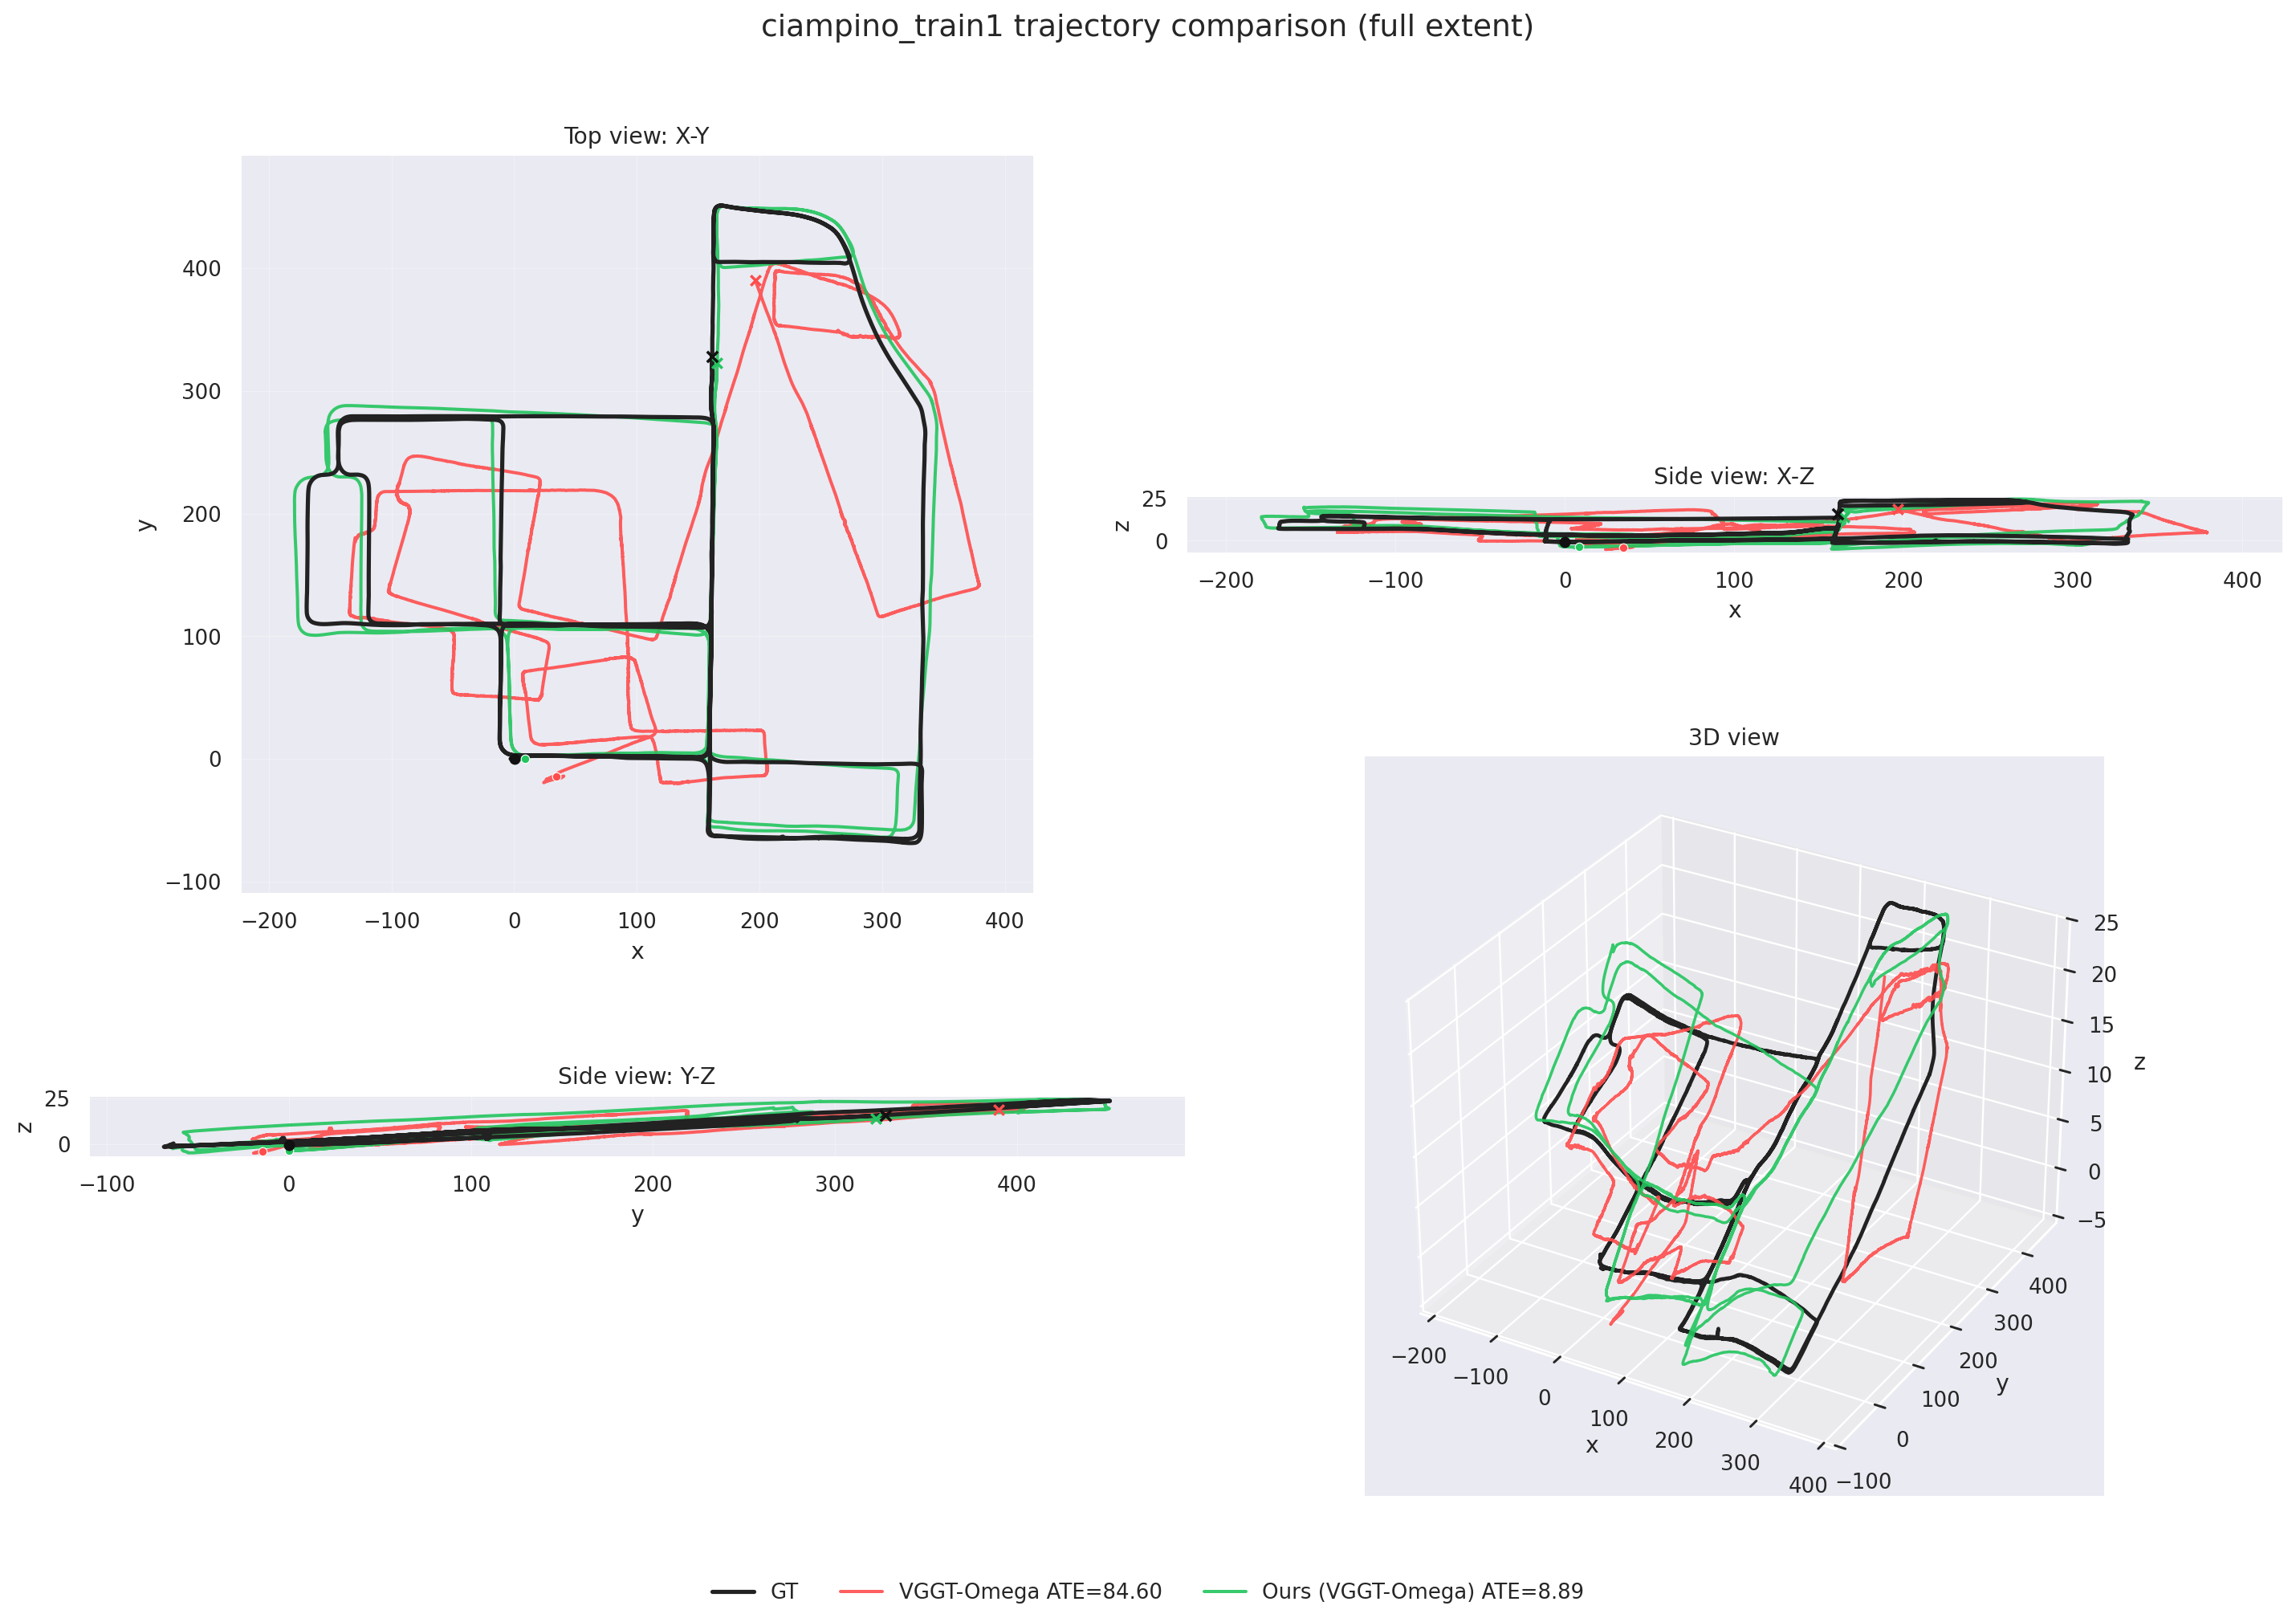 ciampino_train1 trajectory comparison (full extent)
Top view: X-Y
400
300
200
100
0
−100
y
−200 −100 0 100 200 300 400
x
Side view: X-Z
25
0
z
−200 −100 0 100 200 300 400
x
Side view: Y-Z
25
0
z
−100 0 100 200 300 400
y
3D view
25
20
15
10
5
0
−5
z
−200 −100 0 100 200 300 400
x
−100 0 100 200 300 400
y
GT VGGT-Omega ATE=84.60 Ours (VGGT-Omega) ATE=8.89